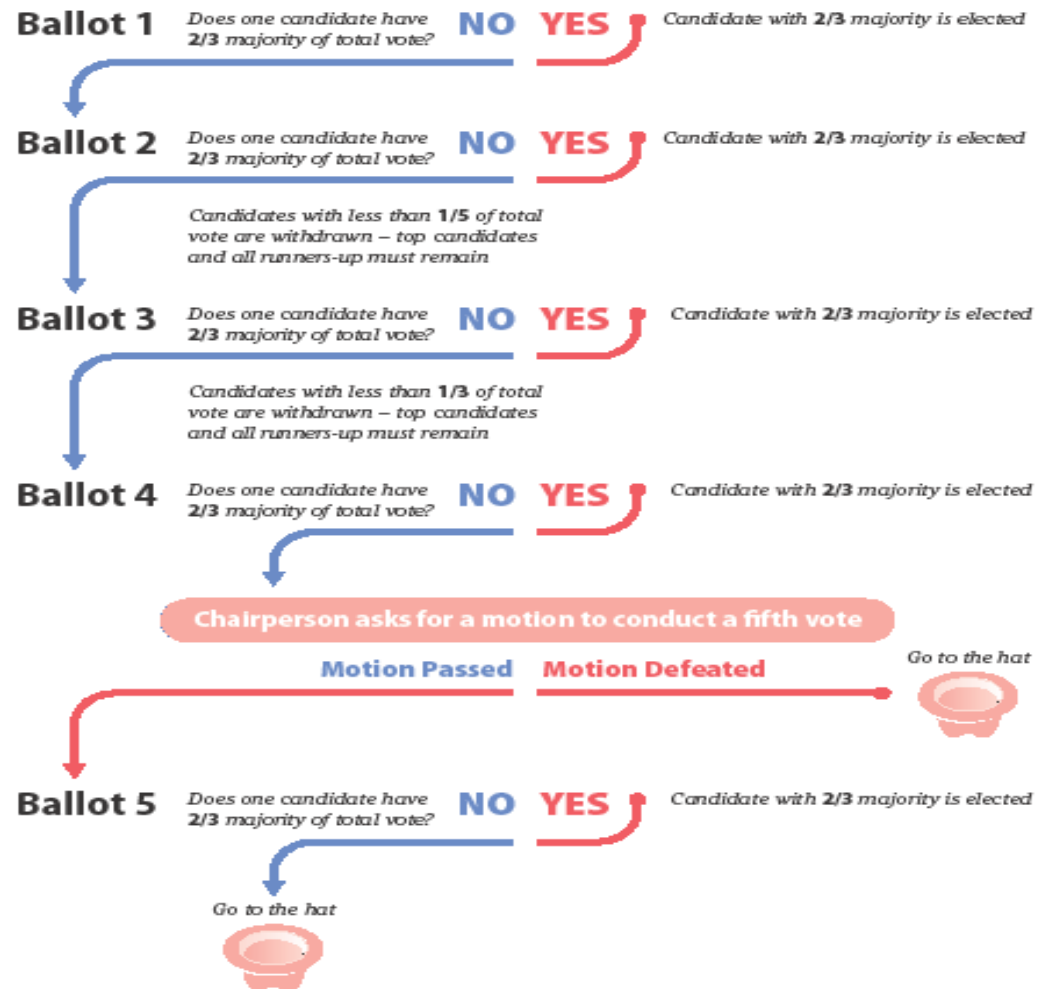 Ballot 1
Does one candidate have
2/3 majority of total vote?
NO YES
Candidate with 2/3 majority is elected
Ballot 2
Does one candidate have
2/3 majority of total vote?
NO YES
Candidate with 2/3 majority is elected
Candidates with less than 1/5 of total
vote are withdrawn – top candidates
and all runners-up must remain
Ballot 3
Does one candidate have
2/3 majority of total vote?
NO YES
Candidate with 2/3 majority is elected
Candidates with less than 1/3 of total
vote are withdrawn – top candidates
and all runners-up must remain
Ballot 4
Does one candidate have
2/3 majority of total vote?
NO YES
Candidate with 2/3 majority is elected
Chairperson asks for a motion to conduct a fifth vote
Motion Passed Motion Defeated
Go to the hat
Ballot 5
Does one candidate have
2/3 majority of total vote?
NO YES
Candidate with 2/3 majority is elected
Go to the hat